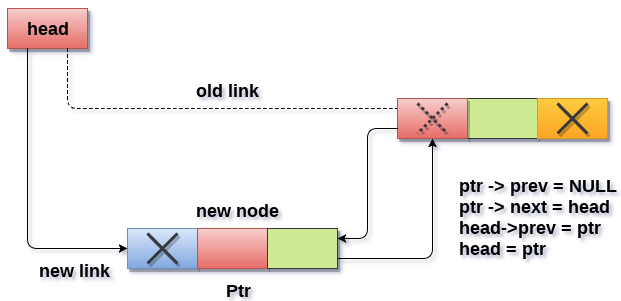 head
old link
new node
ptr -> prev = NULL
ptr -> next = head
head->prev = ptr
head = ptr
new link
Ptr